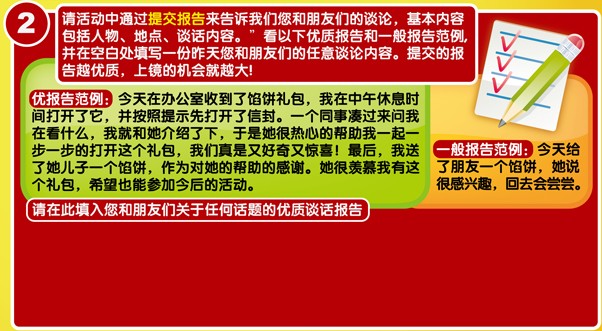 2
请活动中通过提交报告来告诉我们您和朋友们的谈论，基本内容
包括人物、地点、谈话内容。”看以下优质报告和一般报告范例，
并在空白处填写一份昨天您和朋友们的任意谈论内容。提交的报
告越优质，上镜的机会就越大！
优报告范例：今天在办公室收到了馅饼礼包，我在中午休息时
间打开了它，并按照提示先打开了信封。一个同事凑过来问我
在看什么，我就和她介绍了下，于是她很热心的帮助我一起一
步一步的打开这个礼包，我们真是又好奇又惊喜！最后，我送
了她儿子一个馅饼，作为对她的帮助的感谢。她很羡慕我有这
个礼包，希望也能参加今后的活动。
一般报告范例：今天给
了朋友一个馅饼，她说
很感兴趣，回去会尝尝。
请在此填入您和朋友们关于任何话题的优质谈话报告